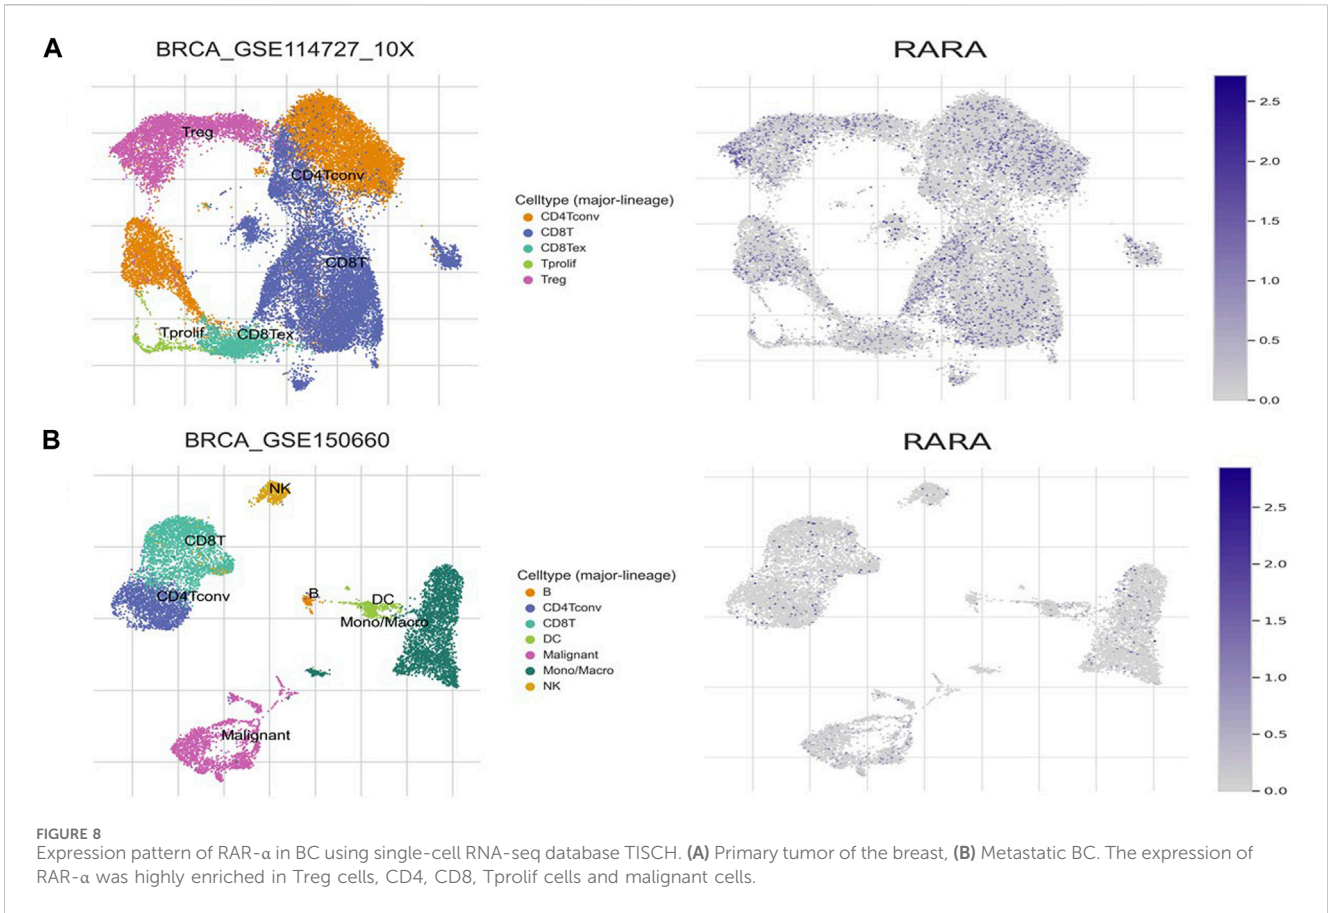 A
BRCA_GSE114727_10X
RARA
Treg
CD4Tconv
CD8T
Tprolif
CD8Tex
Celltype (major-lineage)
CD4Tconv
CD8T
CD8Tex
Tprolif
Treg
2.5
2.0
1.5
1.0
0.5
0.0
B
BRCA_GSE150660
RARA
NK
CD8T
CD4Tconv
B
DC
Mono/Macro
Malignant
Celltype (major-lineage)
B
CD4Tconv
CD8T
DC
Malignant
Mono/Macro
NK
2.5
2.0
1.5
1.0
0.5
0.0
FIGURE 8
Expression pattern of RAR-α in BC using single-cell RNA-seq database TISCH. (A) Primary tumor of the breast, (B) Metastatic BC. The expression of
RAR-α was highly enriched in Treg cells, CD4, CD8, Tprolif cells and malignant cells.